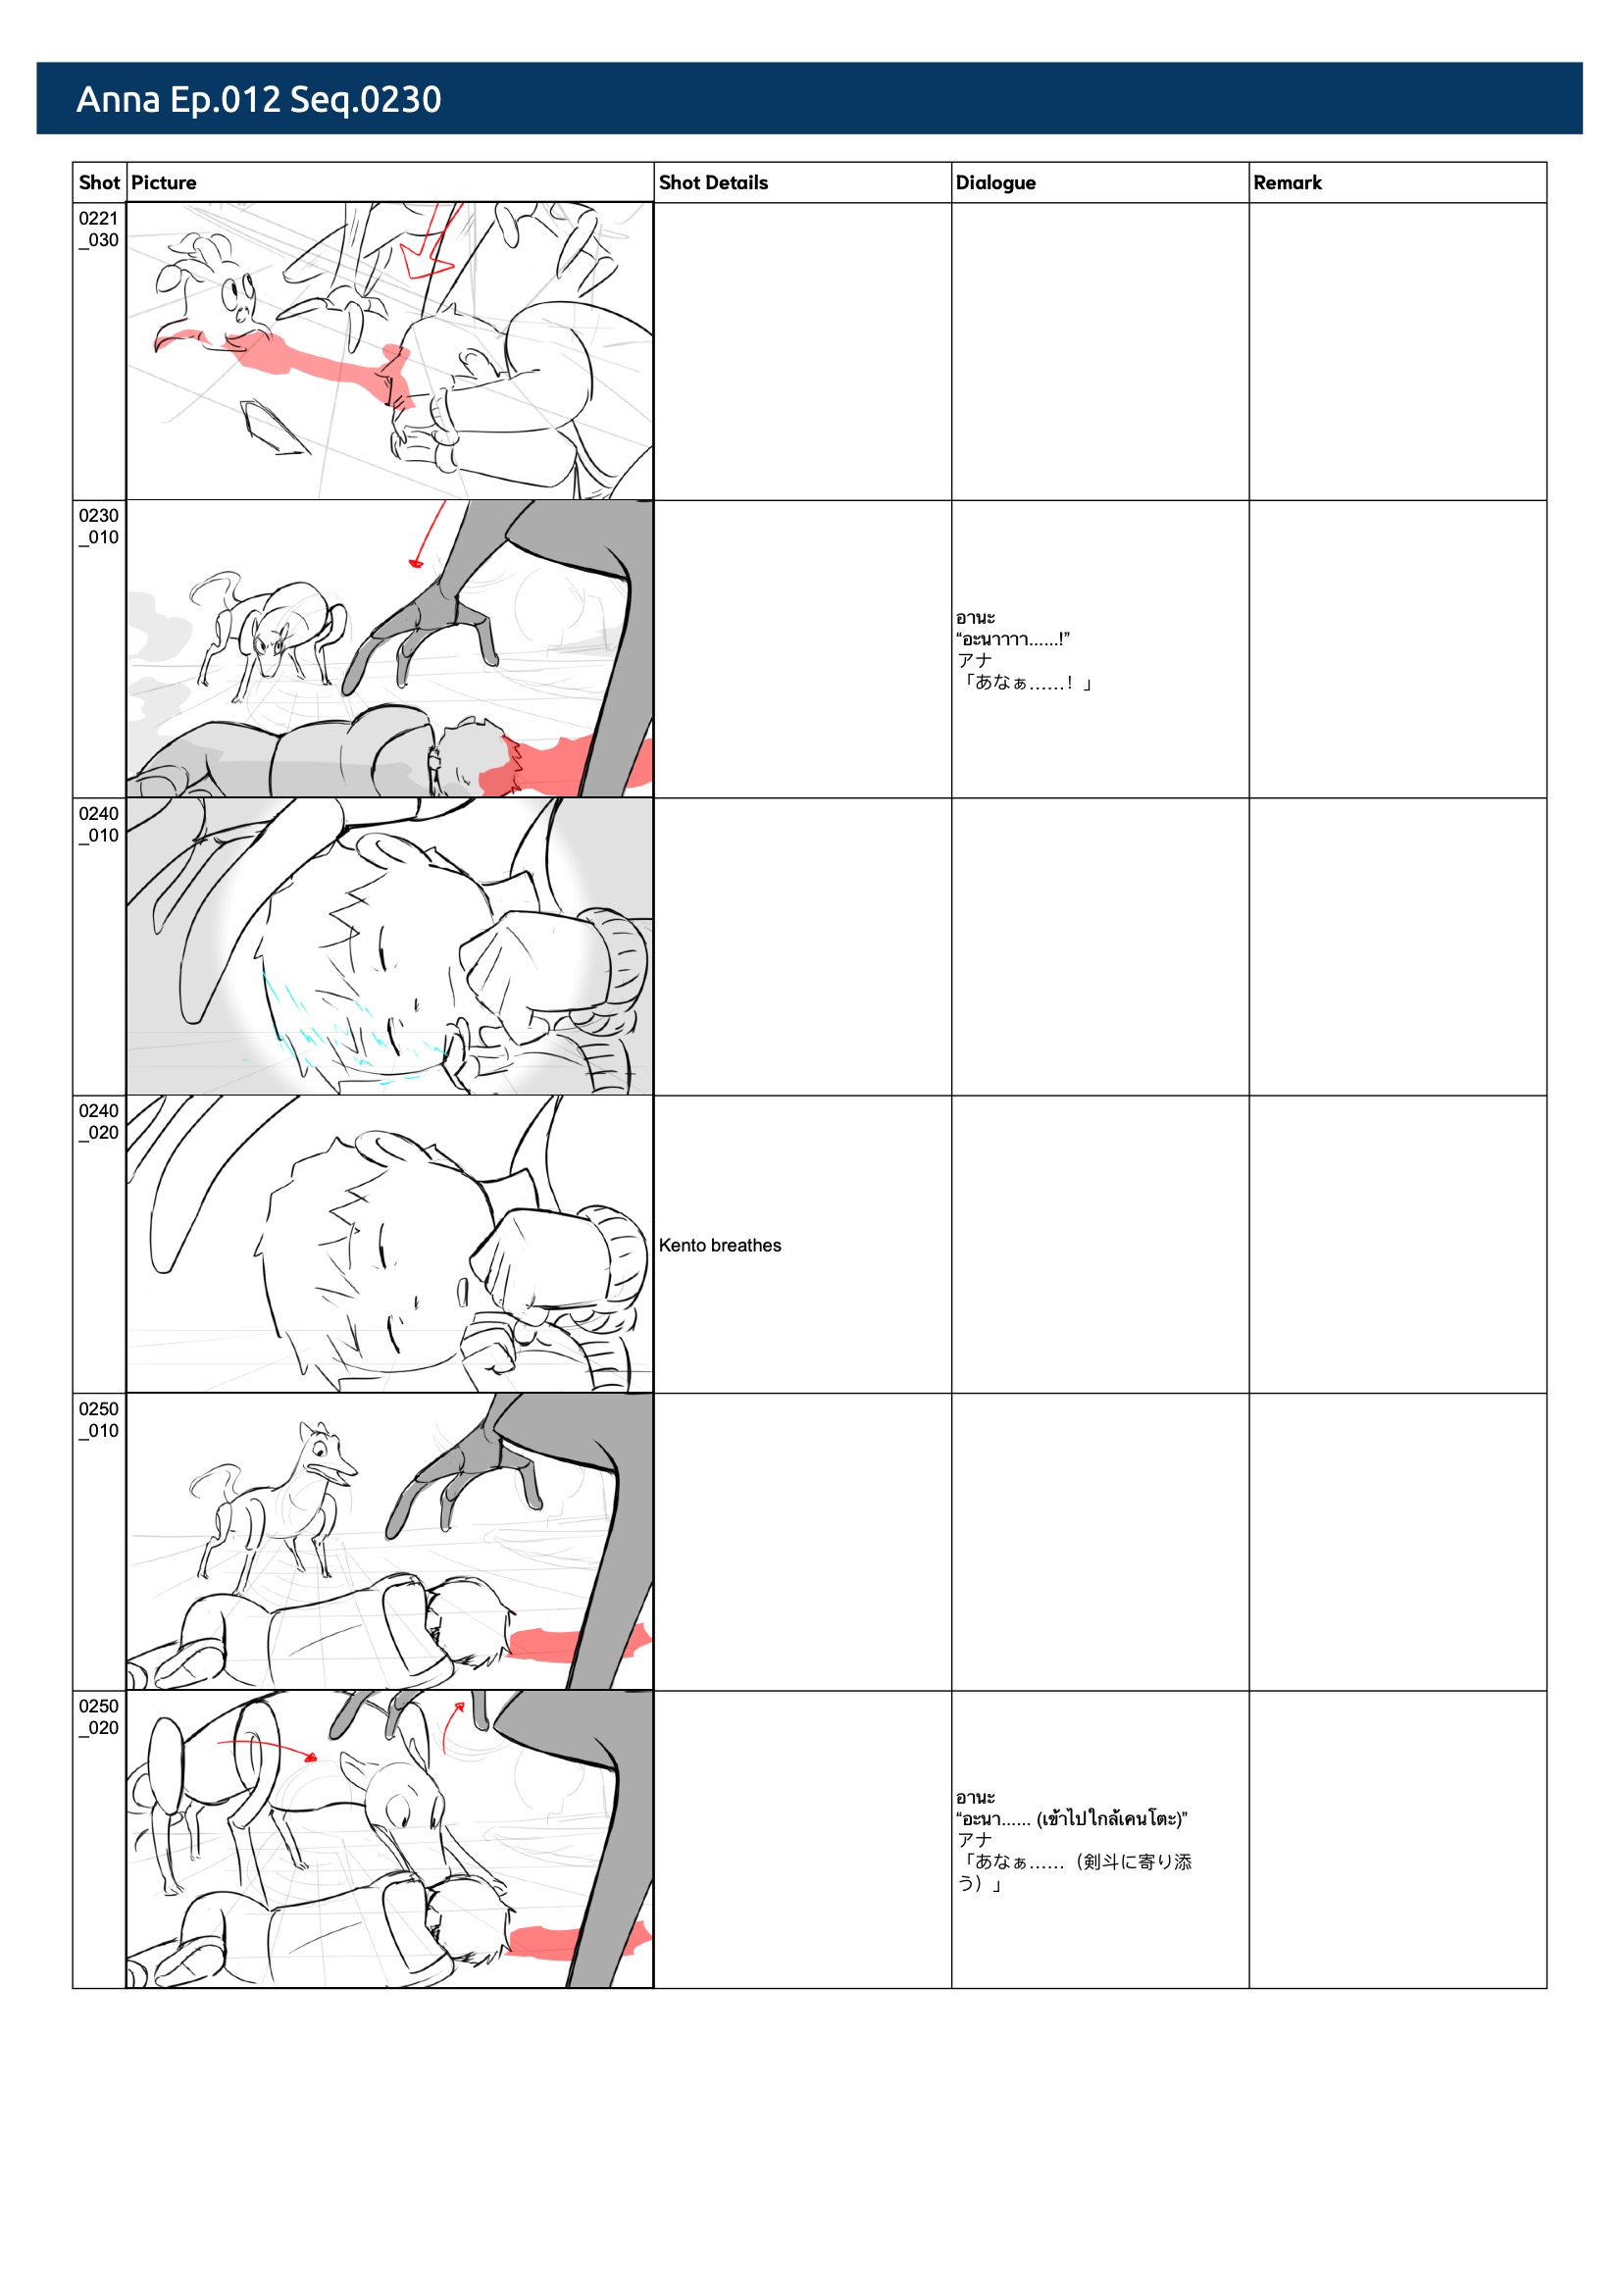 Anna Ep.012 Seq.0230
Shot Picture Shot Details Dialogue Remark
0221
_030
0230
_010
อานะ
“อะนาาาา......!”
アナ
「あなぁ……！」
0240
_010
0240
_020
Kento breathes
0250
_010
0250
_020
อานะ
“อะนา...... (เข้าไปใกล้เคนโตะ)”
アナ
「あなぁ……（剣斗に寄り添
う）」